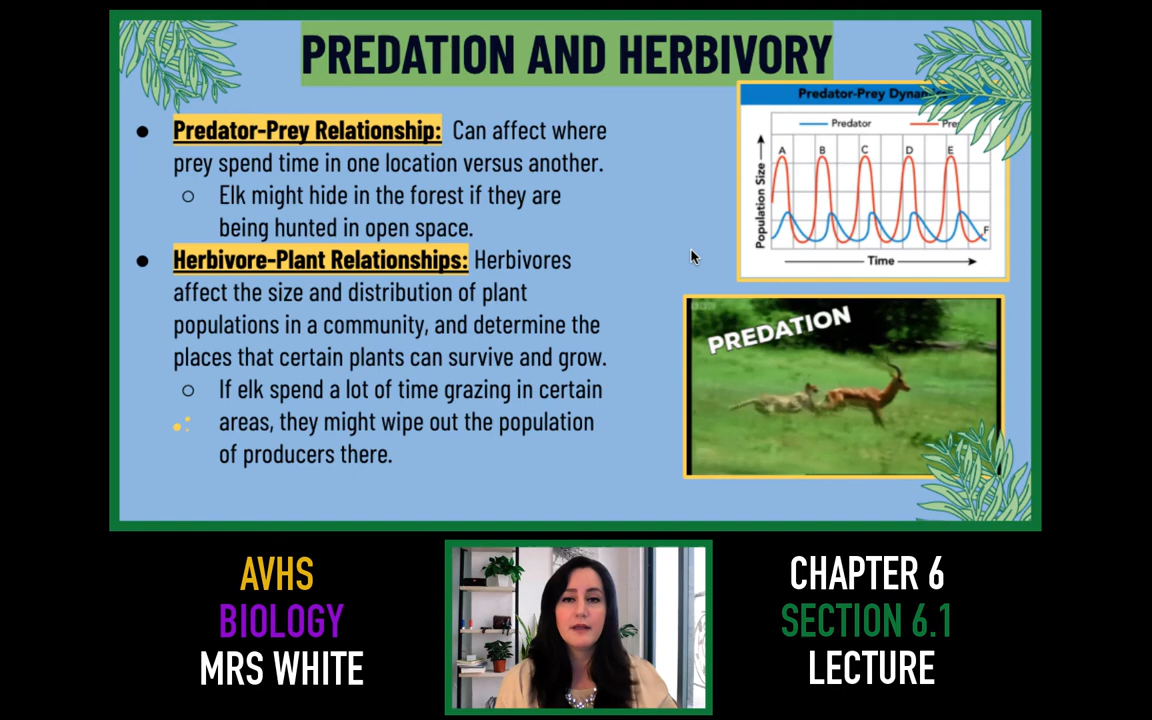 PREDATION AND HERBIVORY
● Predator-Prey Relationship: Can affect where
prey spend time in one location versus another.
○ Elk might hide in the forest if they are
being hunted in open space.
● Herbivore-Plant Relationships: Herbivores
affect the size and distribution of plant
populations in a community, and determine the
places that certain plants can survive and grow.
○ If elk spend a lot of time grazing in certain
areas, they might wipe out the population
of producers there.
Predator-Prey
Predator
A B C D E
F
Population Size
Time
PREDATION
AVHS
BIOLOGY
MRS WHITE
CHAPTER 6
SECTION 6.1
LECTURE